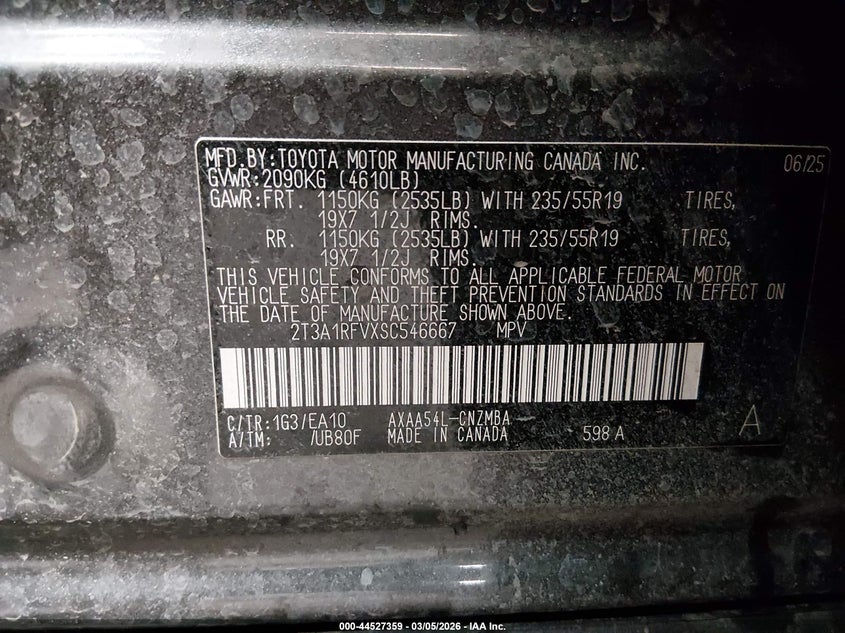 MFD.BY:TOYOTA MOTOR MANUFACTURING CANADA INC. 06/25
GVWR:2090KG (4610LB)
GAWR:FRT. 1150KG (2535LB) WITH 235/55R19 TIRES,
19X7 1/2J RIMS.
RR. 1150KG (2535LB) WITH 235/55R19 TIRES,
19X7 1/2J RIMS.
THIS VEHICLE CONFORMS TO ALL APPLICABLE FEDERAL MOTOR
VEHICLE SAFETY AND THEFT PREVENTION STANDARDS IN EFFECT ON
THE DATE OF MANUFACTURE SHOWN ABOVE.
2T3A1RFVXSC546667 MPV
C/TR:1G3/EA10 AXAA54L-CNZMBA
A/TM: /UB80F MADE IN CANADA 598 A A
000-44527359 - 03/05/2026 - IAA Inc.